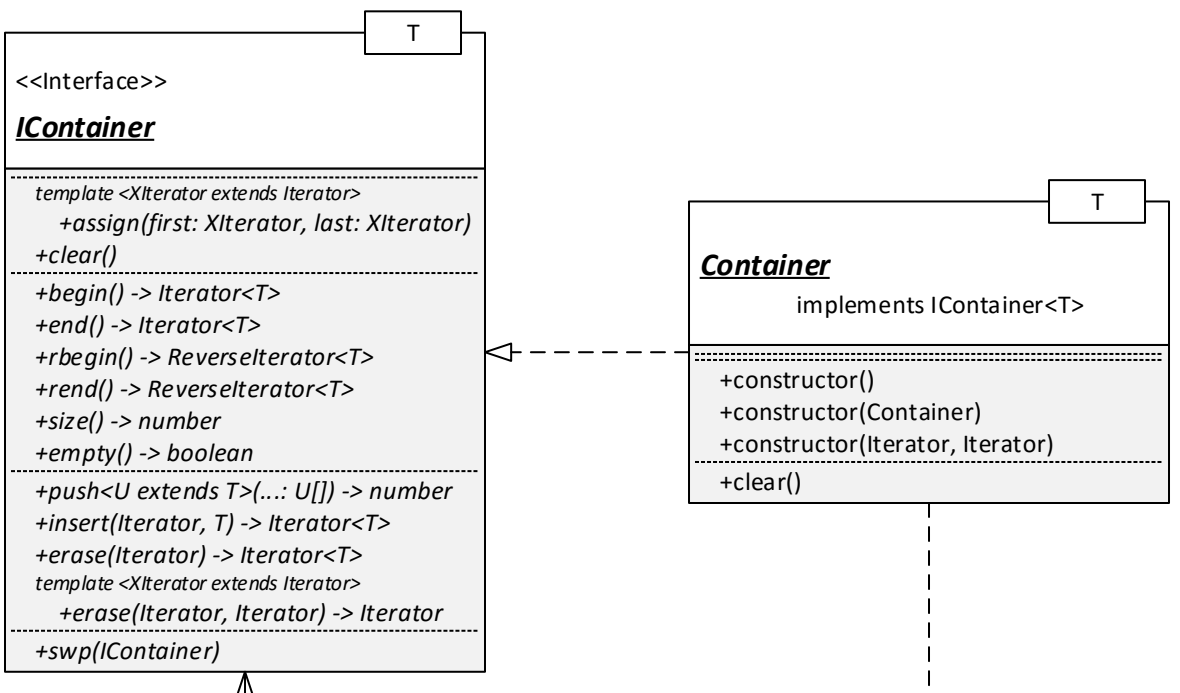 T
<<Interface>>
IContainer
template <XIterator extends Iterator>
+assign(first: XIterator, last: XIterator)
+clear()
+begin() -> Iterator<T>
+end() -> Iterator<T>
+rbegin() -> ReverseIterator<T>
+rend() -> ReverseIterator<T>
+size() -> number
+empty() -> boolean
+push<U extends T>(...: U[]) -> number
+insert(Iterator, T) -> Iterator<T>
+erase(Iterator) -> Iterator<T>
template <XIterator extends Iterator>
+erase(Iterator, Iterator) -> Iterator
+swp(IContainer)
T
Container
implements IContainer<T>
+constructor()
+constructor(Container)
+constructor(Iterator, Iterator)
+clear()